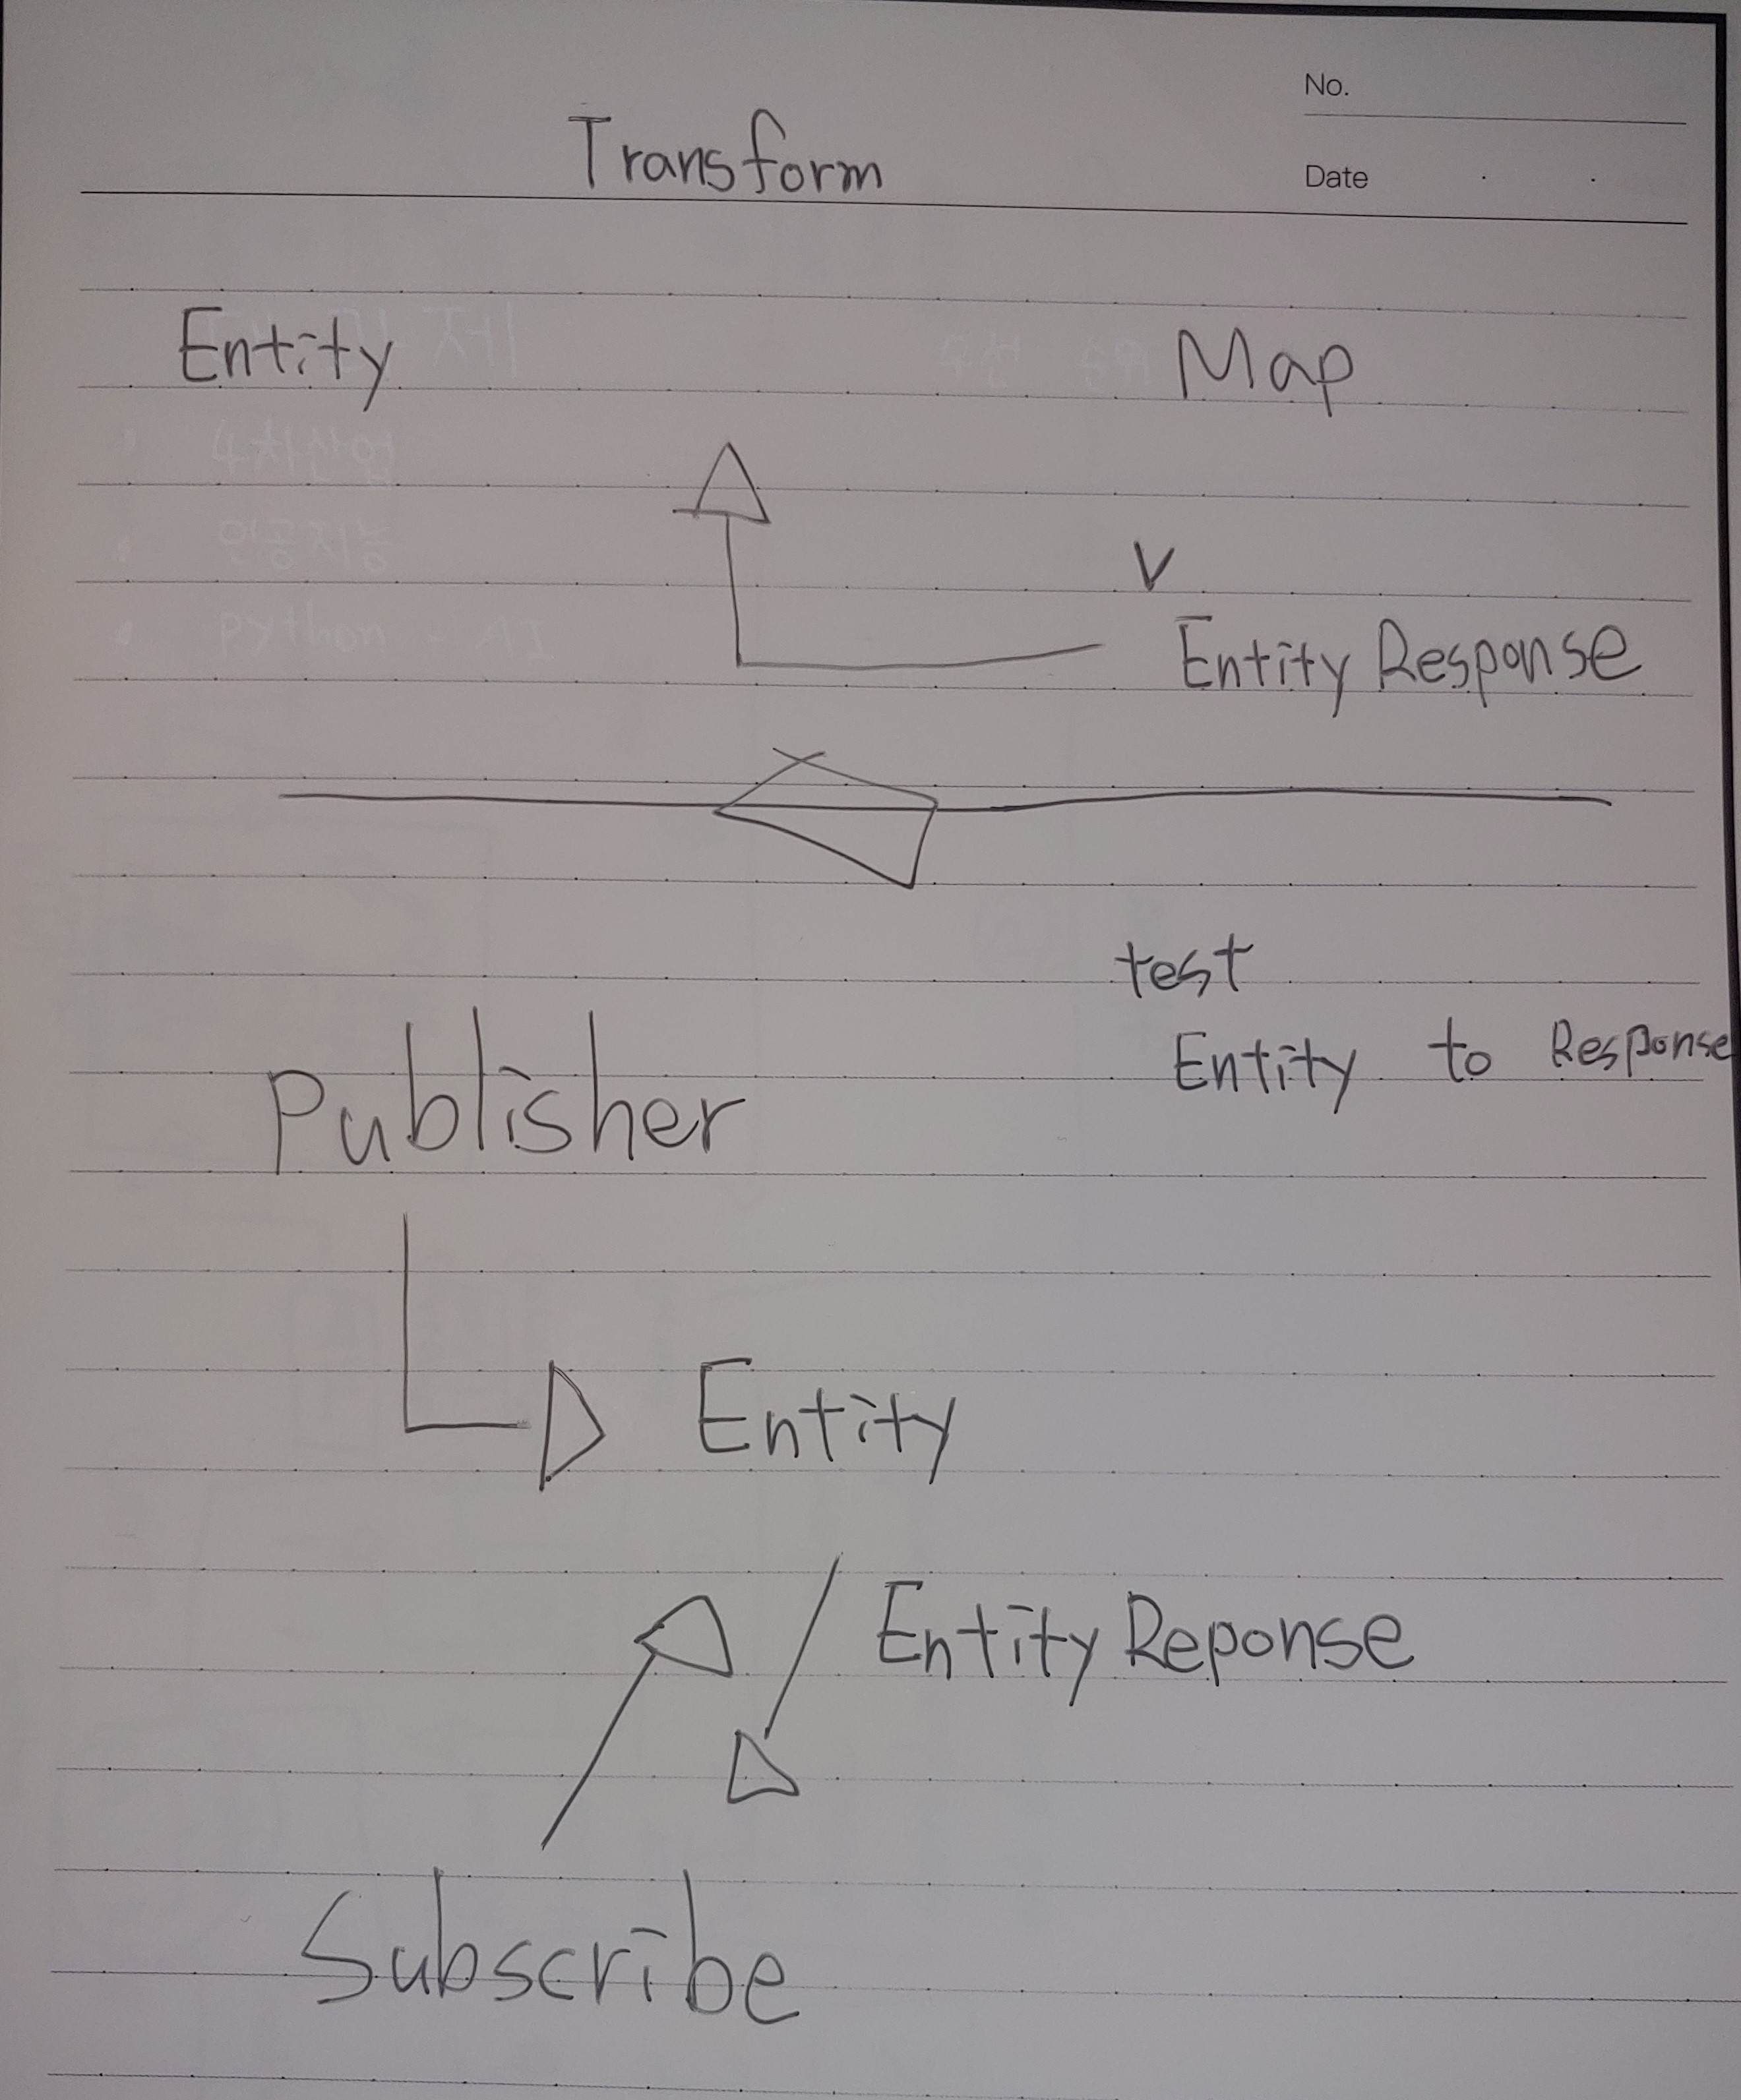 No.
Transform
Date . .
Entity Map
V
Entity Response
test
Entity to Response
Publisher
Entity
Entity Reponse
Subscribe